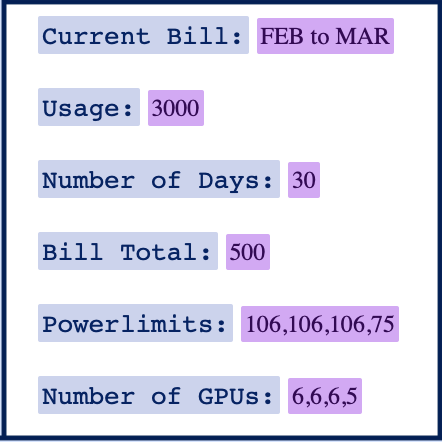 Current Bill: FEB to MAR
Usage: 3000
Number of Days: 30
Bill Total: 500
Powerlimits: 106,106,106,75
Number of GPUs: 6,6,6,5